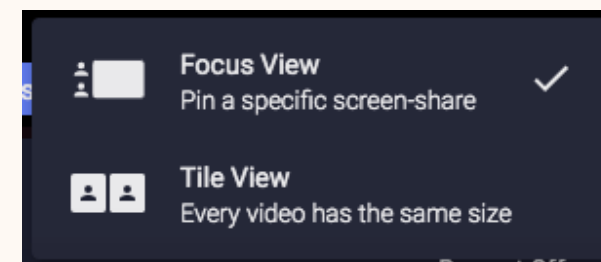 Focus View
Pin a specific screen-share
Tile View
Every video has the same size